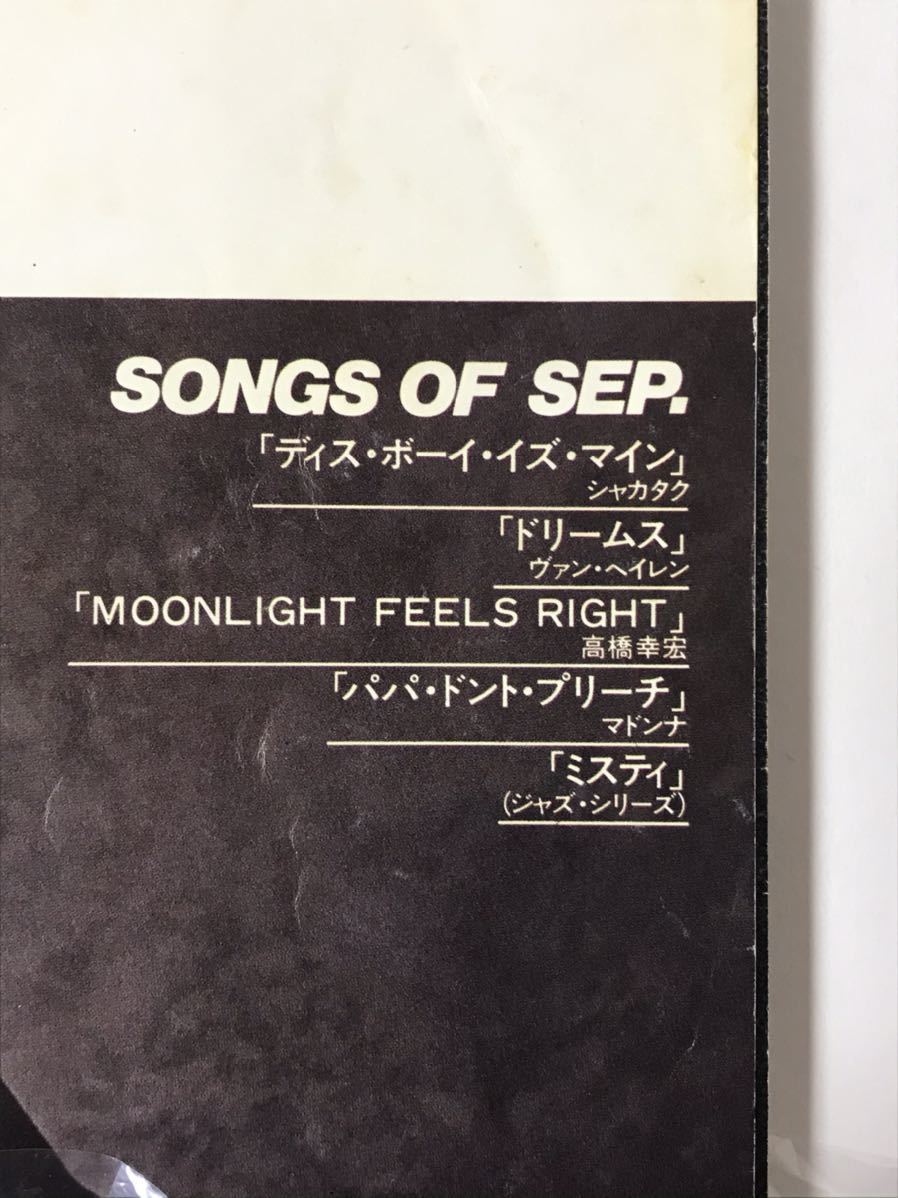 SONGS OF SEP.
「ディス・ボーイ・イズ・マイン」
シャカタク
「ドリームス」
ヴァン・ヘイレン
「MOONLIGHT FEELS RIGHT」
高橋幸宏
「パパ・ドント・プリーチ」
マドンナ
「ミスティ」
(ジャズ・シリーズ)